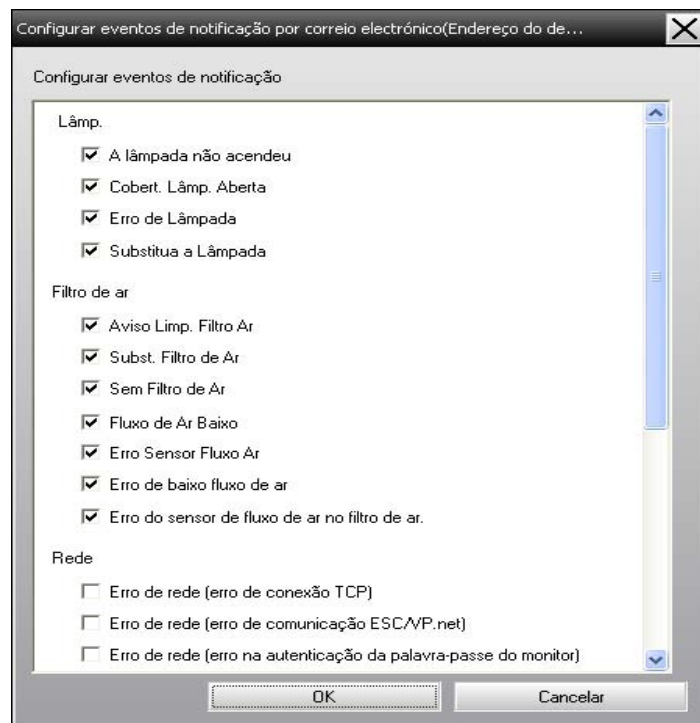 Configurar eventos de notificação por correio electrónico(Endereço do de...
Configurar eventos de notificação
Lâmp.
A lâmpada não acendeu
Cobert. Lâmp. Aberta
Erro de Lâmpada
Substitua a Lâmpada
Filtro de ar
Aviso Limp. Filtro Ar
Subst. Filtro de Ar
Sem Filtro de Ar
Fluxo de Ar Baixo
Erro Sensor Fluxo Ar
Erro de baixo fluxo de ar
Erro do sensor de fluxo de ar no filtro de ar.
Rede
Erro de rede (erro de conexão TCP)
Erro de rede (erro de comunicação ESC/VP.net)
Erro de rede (erro na autenticação da palavra-passe do monitor)
OK Cancelar